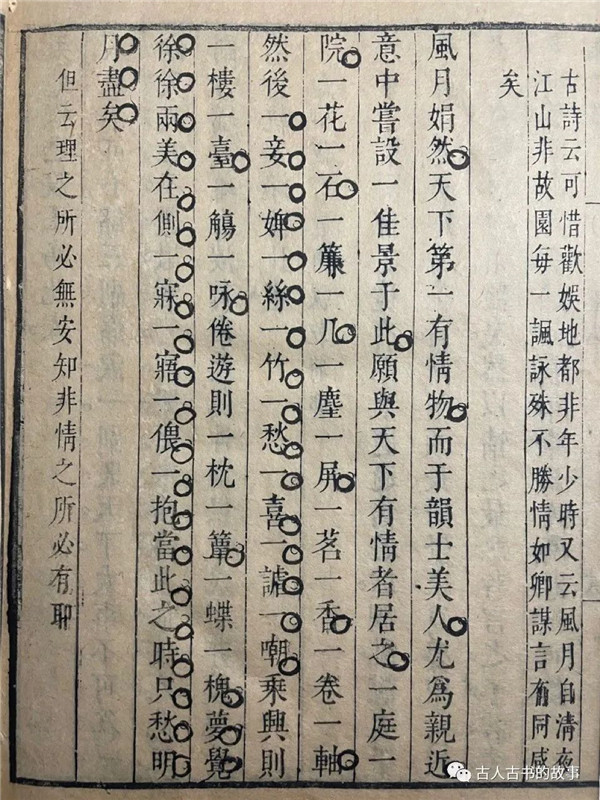 古詩云可惜歡娛地都非年少時又云風月自清夜
江山非故園每一諷詠殊不勝情如卿謀言有同感
矣
風月娟然天下第一有情物而于韻士美人尤爲親近
意中嘗設一佳景于此願與天下有情者居之一庭一
院一花一石一簾一几一麈一屏一茗一香一卷一軸
然後一妾一婢一絲一竹一愁一喜一謔一嘲乘興則
一樓一臺一觴一咏倦遊則一枕一簟一蝶一槐夢覺
徐徐兩美在側一寐一寤一偎一抱當此之時只愁明
月盡矣
但云理之所必無安知非情之所必有耶
古人古书的故事